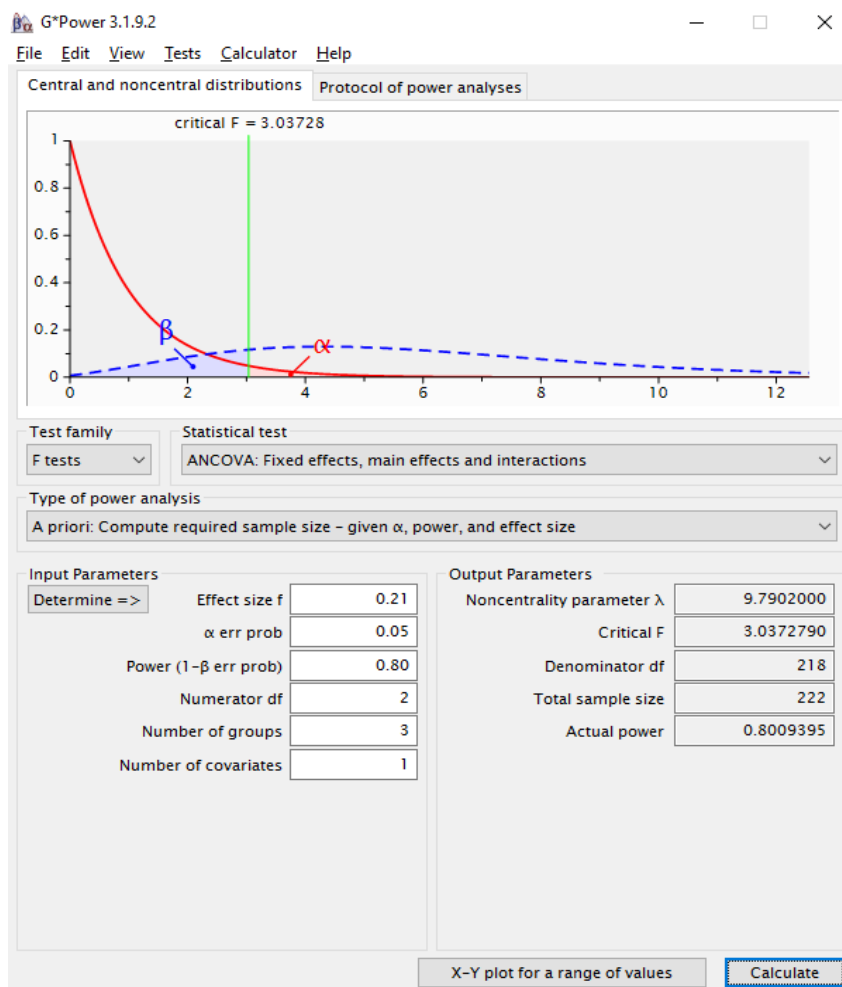 G*Power 3.1.9.2
File Edit View Tests Calculator Help
Central and noncentral distributions Protocol of power analyses
critical F = 3.03728
1
0.8
0.6
0.4
0.2
0
β
α
0 2 4 6 8 10 12
Test family Statistical test
F tests ANCOVA: Fixed effects, main effects and interactions
Type of power analysis
A priori: Compute required sample size – given α, power, and effect size
Input Parameters Output Parameters
Determine => Effect size f 0.21 Noncentrality parameter λ 9.7902000
α err prob 0.05 Critical F 3.0372790
Power (1-β err prob) 0.80 Denominator df 218
Numerator df 2 Total sample size 222
Number of groups 3 Actual power 0.8009395
Number of covariates 1
X-Y plot for a range of values Calculate